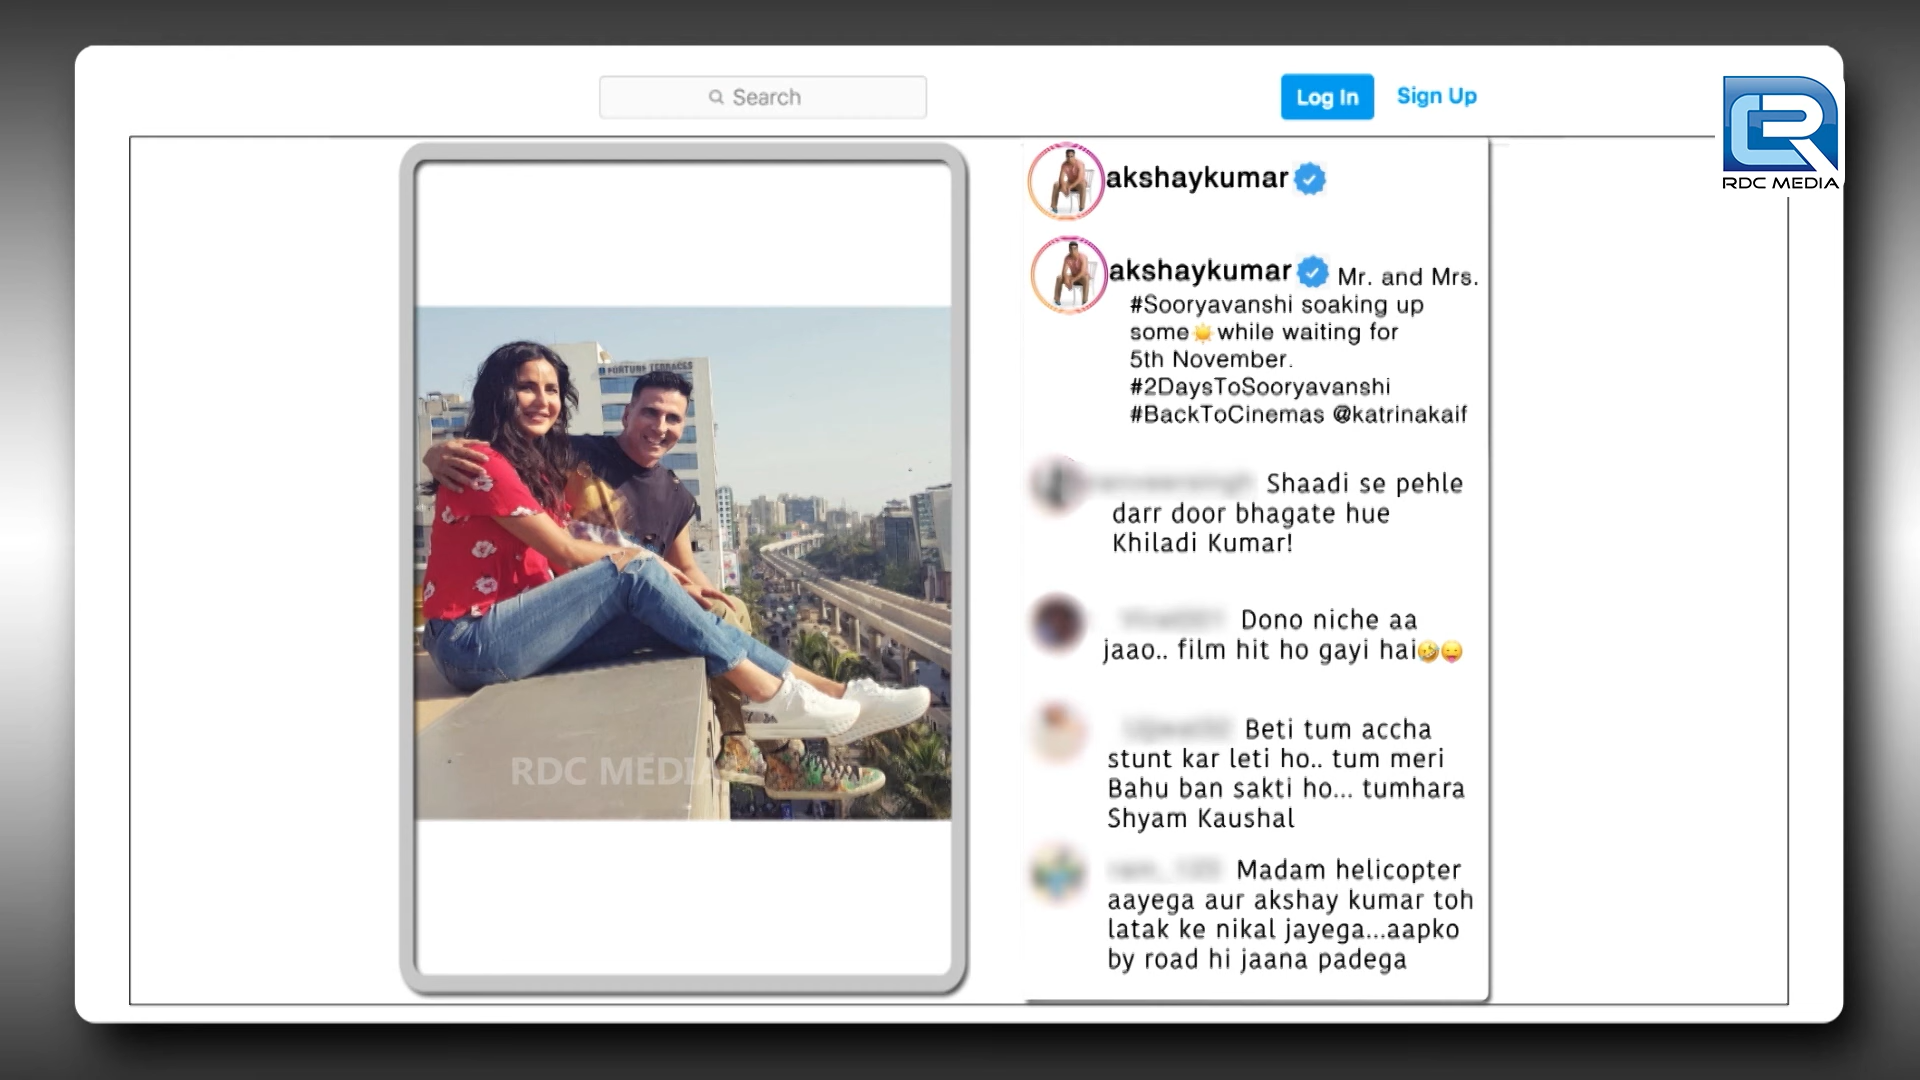 Search
Log In
Sign Up
RDC MEDIA
akshaykumar
akshaykumar Mr. and Mrs.
#Sooryavanshi soaking up
some☀️while waiting for
5th November.
#2DaysToSooryavanshi
#BackToCinemas @katrinakaif
FORTUNE TERRACES
Shaadi se pehle
darr door bhagate hue
Khiladi Kumar!
Dono niche aa
jaao.. film hit ho gayi hai🤣😛
Beti tum accha
stunt kar leti ho.. tum meri
Bahu ban sakti ho... tumhara
Shyam Kaushal
RDC MEDIA
Madam helicopter
aayega aur akshay kumar toh
latak ke nikal jayega...aapko
by road hi jaana padega